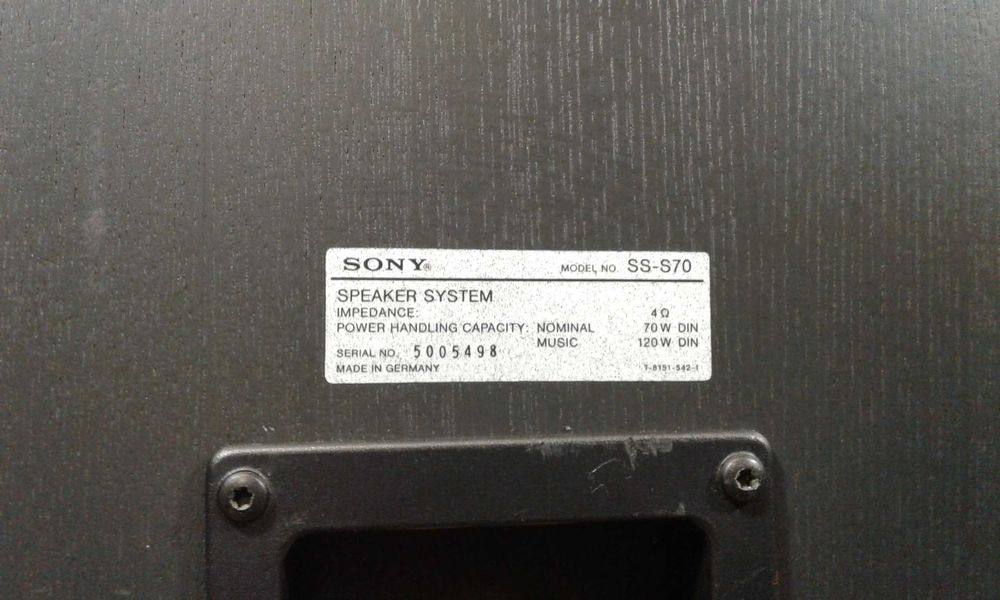 SONY® MODEL NO. SS-S70
SPEAKER SYSTEM
IMPEDANCE: 4Ω
POWER HANDLING CAPACITY: NOMINAL 70W DIN
MUSIC 120W DIN
SERIAL NO. 5005498
MADE IN GERMANY T-8151-542-1